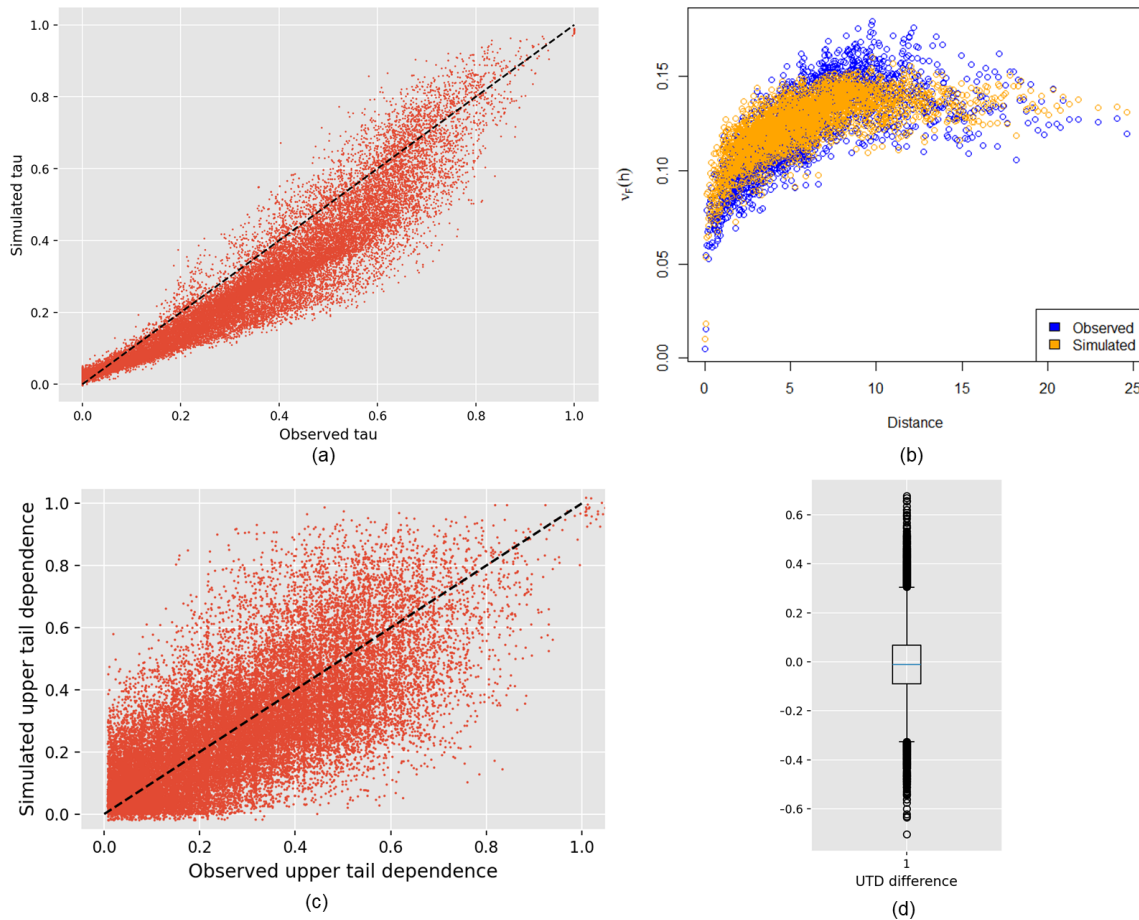 1.0
0.8
0.6
0.4
0.2
0.0
Simulated tau
0.0 0.2 0.4 0.6 0.8 1.0
Observed tau
(a)
0.15
0.10
0.05
0.00
νF(h)
Observed
Simulated
0 5 10 15 20 25
Distance
(b)
1.0
0.8
0.6
0.4
0.2
0.0
Simulated upper tail dependence
0.0 0.2 0.4 0.6 0.8 1.0
Observed upper tail dependence
(c)
0.6
0.4
0.2
0.0
-0.2
-0.4
-0.6
1
UTD difference
(d)